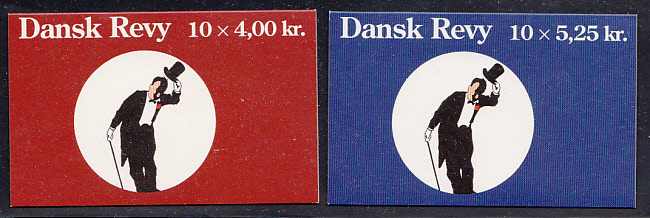 Dansk Revy 10 × 4,00 kr.
Dansk Revy 10 × 5,25 kr.